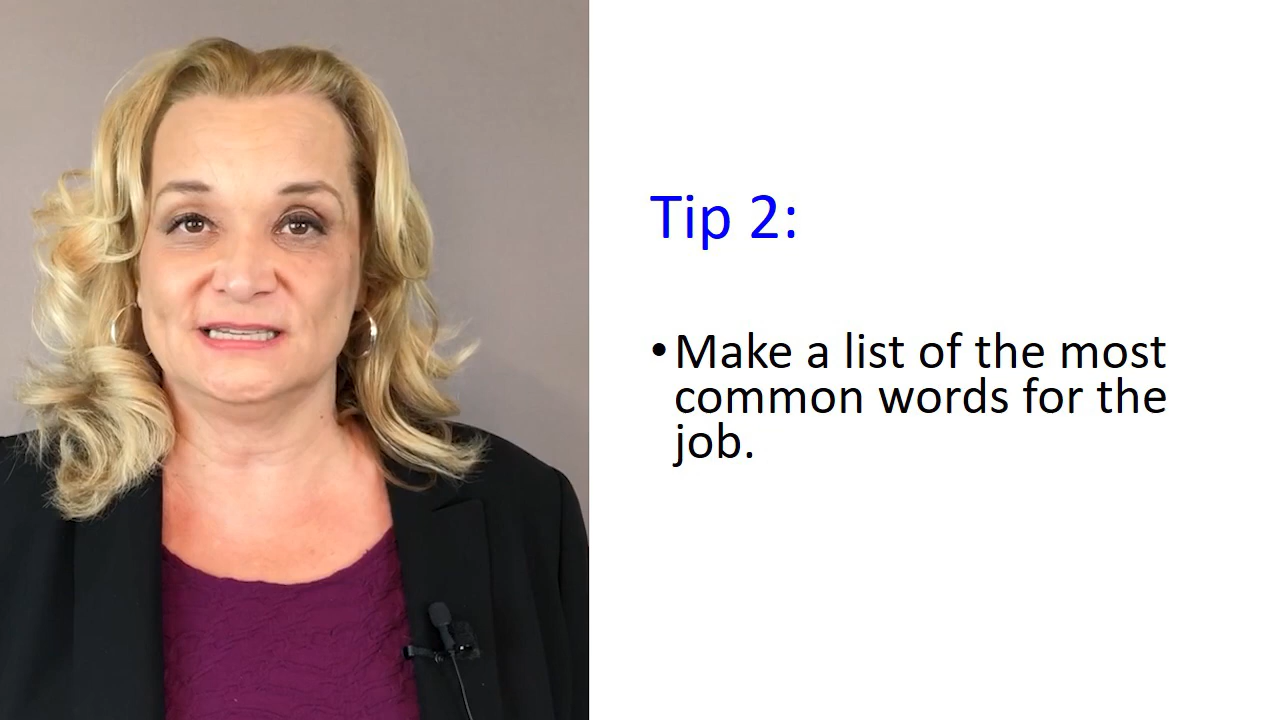 Tip 2:
• Make a list of the most
common words for the
job.